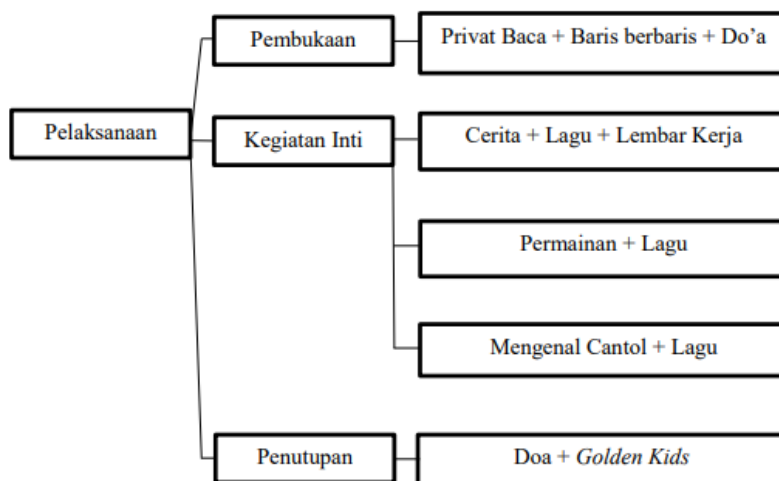 Pembukaan
Privat Baca + Baris berbaris + Do’a
Pelaksanaan
Kegiatan Inti
Cerita + Lagu + Lembar Kerja
Permainan + Lagu
Mengenal Cantol + Lagu
Penutupan
Doa + Golden Kids